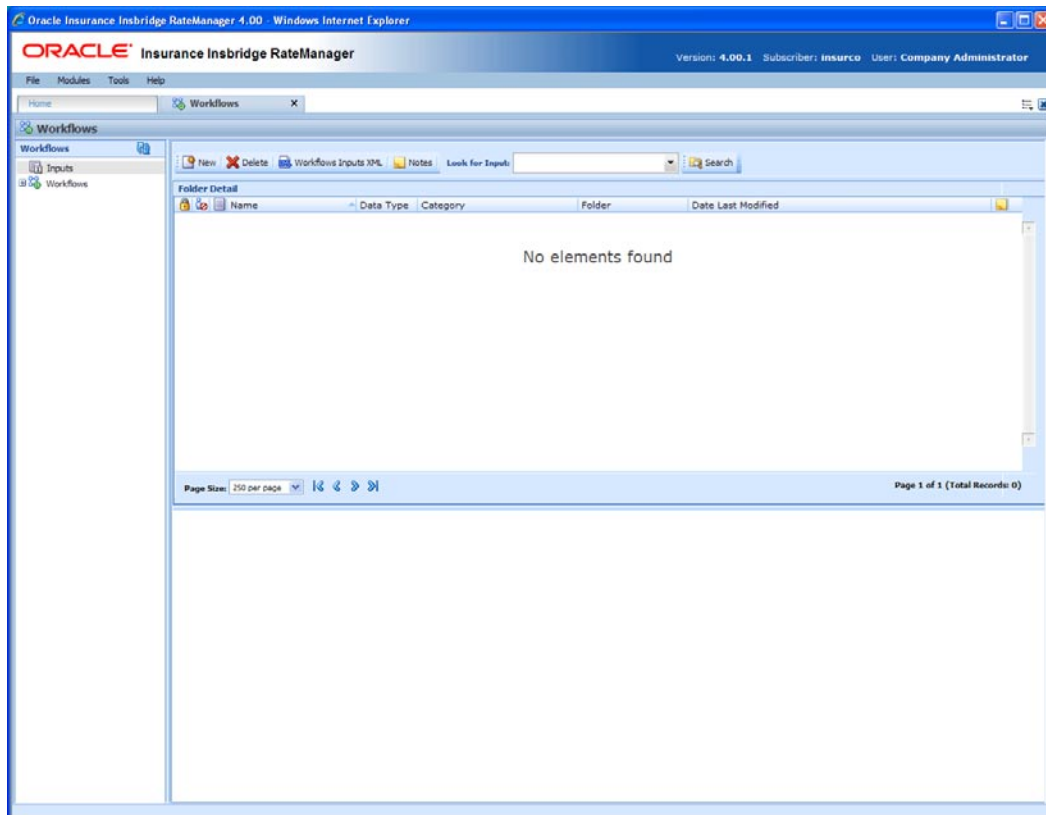 Oracle Insurance Insbridge RateManager 4.00 - Windows Internet Explorer
ORACLE Insurance Insbridge RateManager
Version: 4.00.1 Subscriber: insurco User: Company Administrator
File Modules Tools Help
Home Workflows X
Workflows
Workflows
Inputs
Workflows
New Delete Workflows Inputs XML Notes Look for Input: Search
Folder Detail
Name Data Type Category Folder Date Last Modified
No elements found
Page Size: 250 per page Page 1 of 1 (Total Records: 0)